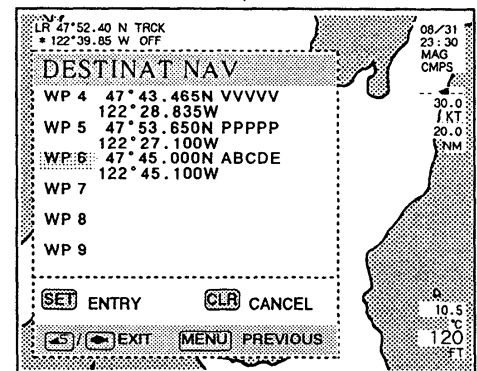 LR 47°52.40 N TRCK
* 122°39.85 W OFF
08/31
23:30
MAG
CMPS
DESTINAT NAV
WP 4 47°43.465N VVVVV
122°28.835W
WP 5 47°53.650N PPPPP
122°27.100W
WP 6 47°45.000N ABCDE
122°45.100W
WP 7
WP 8
WP 9
30.0
/ KT
20.0
NM
SET ENTRY CLR CANCEL
/ EXIT MENU PREVIOUS
10.5
°C
120
FT